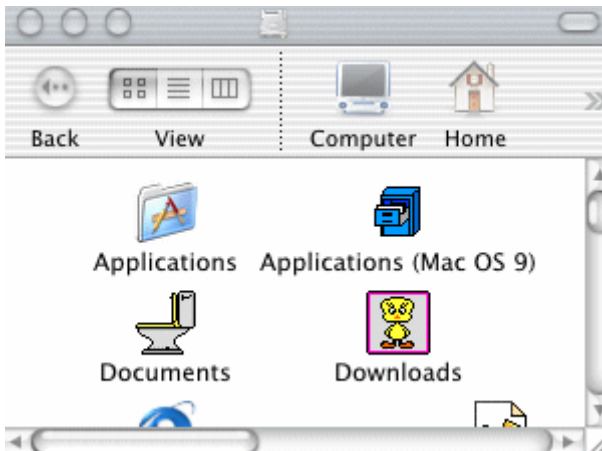 Back View Computer Home
Applications Applications (Mac OS 9)
Documents Downloads